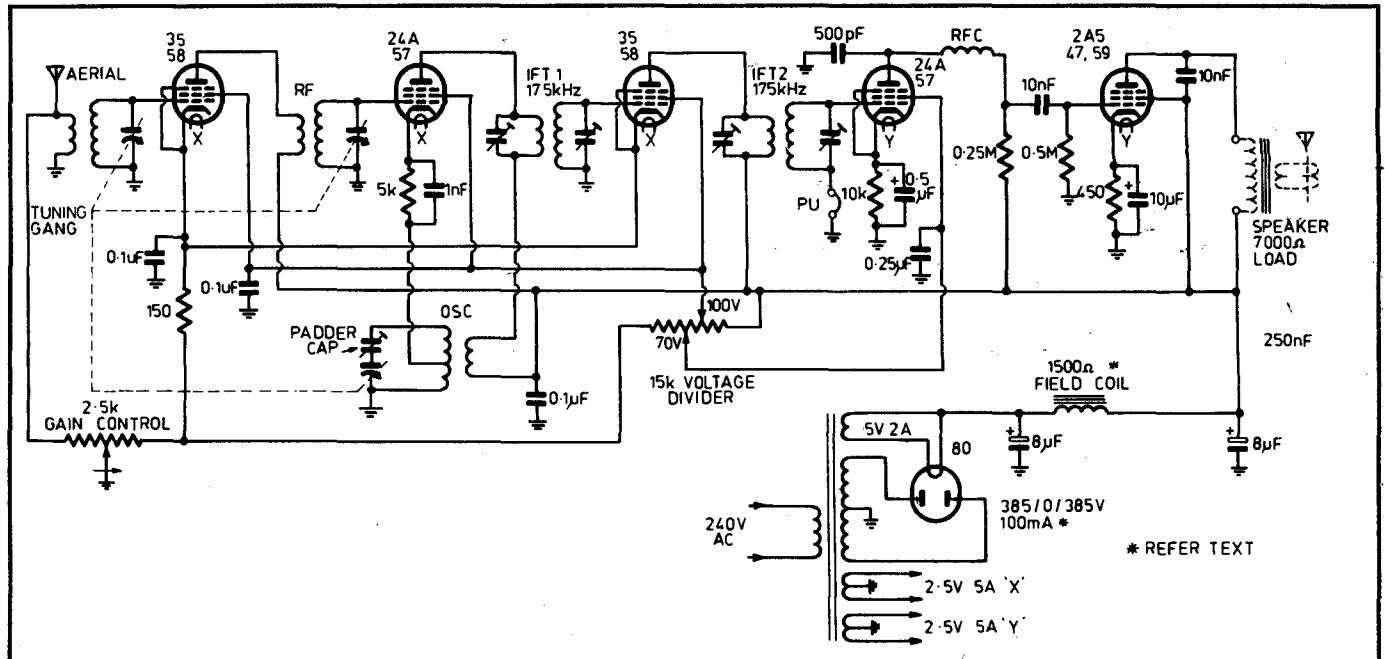 AERIAL
35
58
RF
24A
57
IFT 1
175kHz
35
58
IFT2
175kHz
500pF
24A
57
RFC
10nF
2A5
47, 59
10nF
X
X
X
Y
Y
TUNING
GANG
5k
1nF
PU
10k
+
0·5
µF
0·25M
0·5M
450
+
10µF
SPEAKER
7000Ω
LOAD
0·1uF
0·1uF
0·25µF
150
PADDER
CAP
OSC
100V
70V
15k VOLTAGE
DIVIDER
0·1µF
250nF
1500Ω *
FIELD COIL
2·5k
GAIN CONTROL
5V 2A
80
+
8µF
+
8µF
240V
AC
385/0/385V
100mA *
* REFER TEXT
2·5V 5A 'X'
2·5V 5A 'Y'